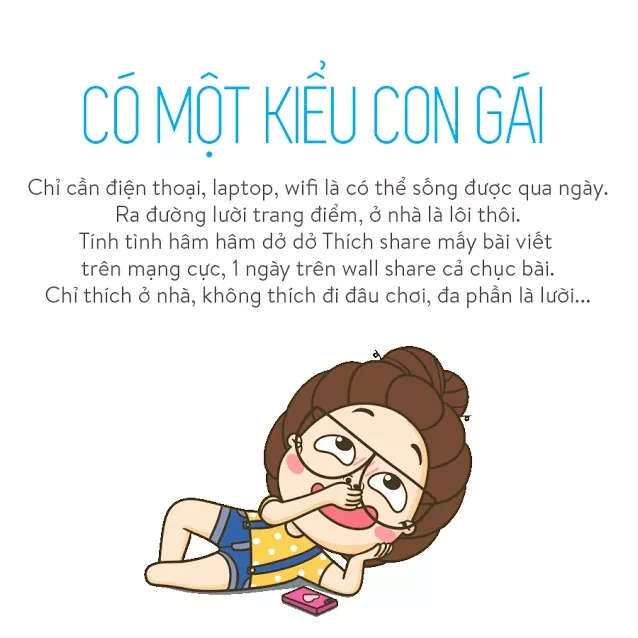 CÓ MỘT KIỂU CON GÁI
Chỉ cần điện thoại, laptop, wifi là có thể sống được qua ngày.
Ra đường lười trang điểm, ở nhà là lôi thôi.
Tính tình hâm hâm dở dở Thích share mấy bài viết
trên mạng cực, 1 ngày trên wall share cả chục bài.
Chỉ thích ở nhà, không thích đi đâu chơi, đa phần là lười...